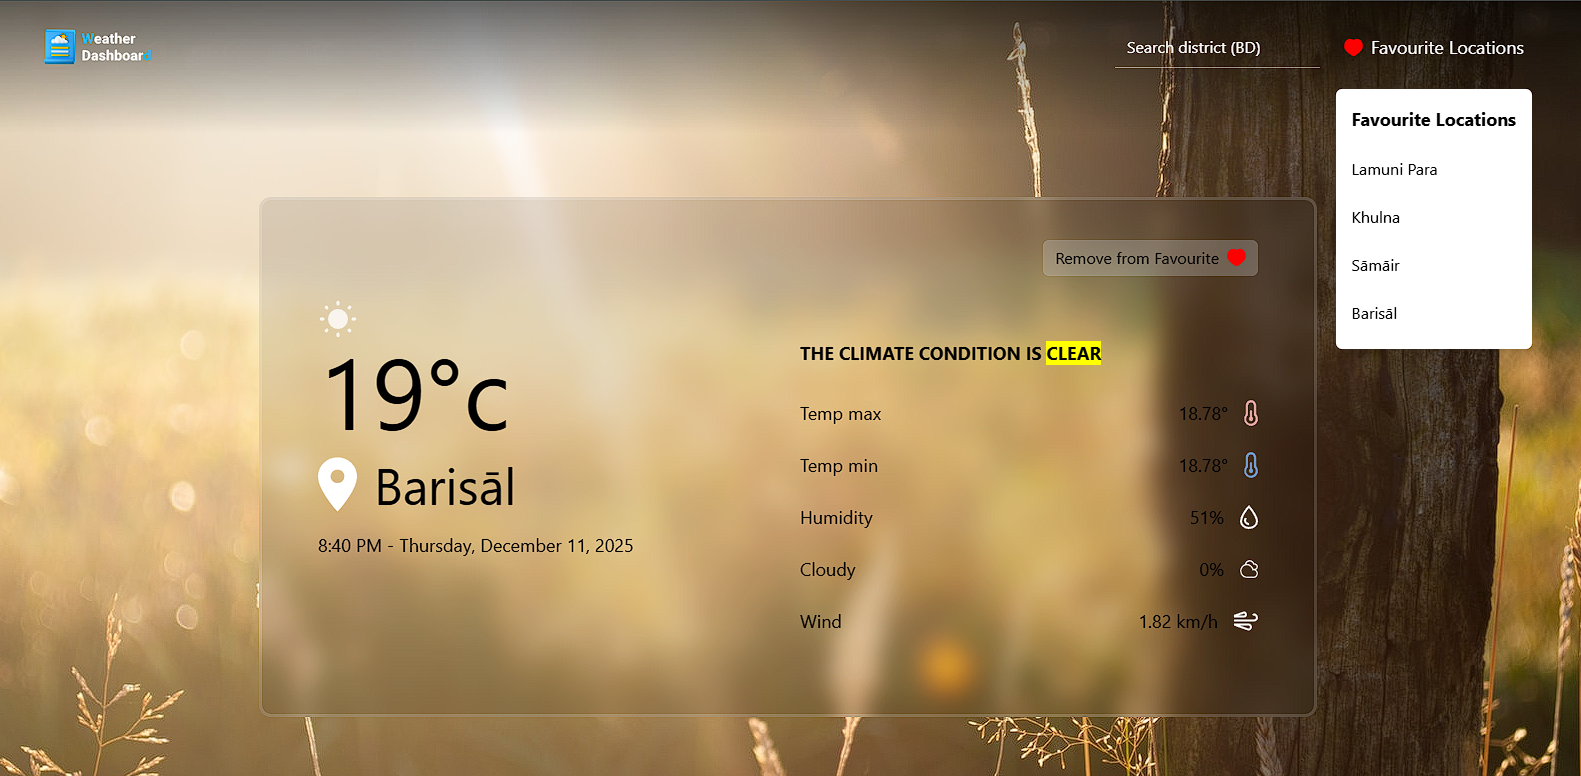 Weather
Dashboard
Search district (BD)
Favourite Locations
Favourite Locations
Lamuni Para
Khulna
Sāmāir
Barisāl
Remove from Favourite
19°c
Barisāl
8:40 PM - Thursday, December 11, 2025
THE CLIMATE CONDITION IS CLEAR
Temp max 18.78°
Temp min 18.78°
Humidity 51%
Cloudy 0%
Wind 1.82 km/h